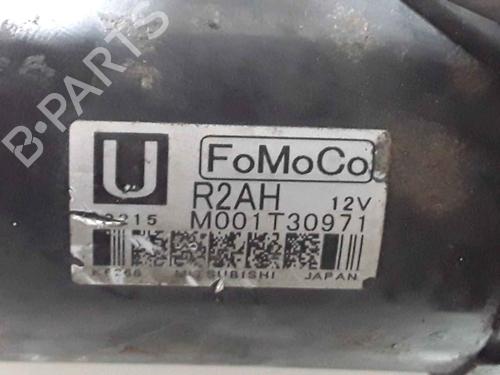 B-PARTS
U
FoMoCo
R2AH 12V
M001T30971
MITSUBISHI JAPAN